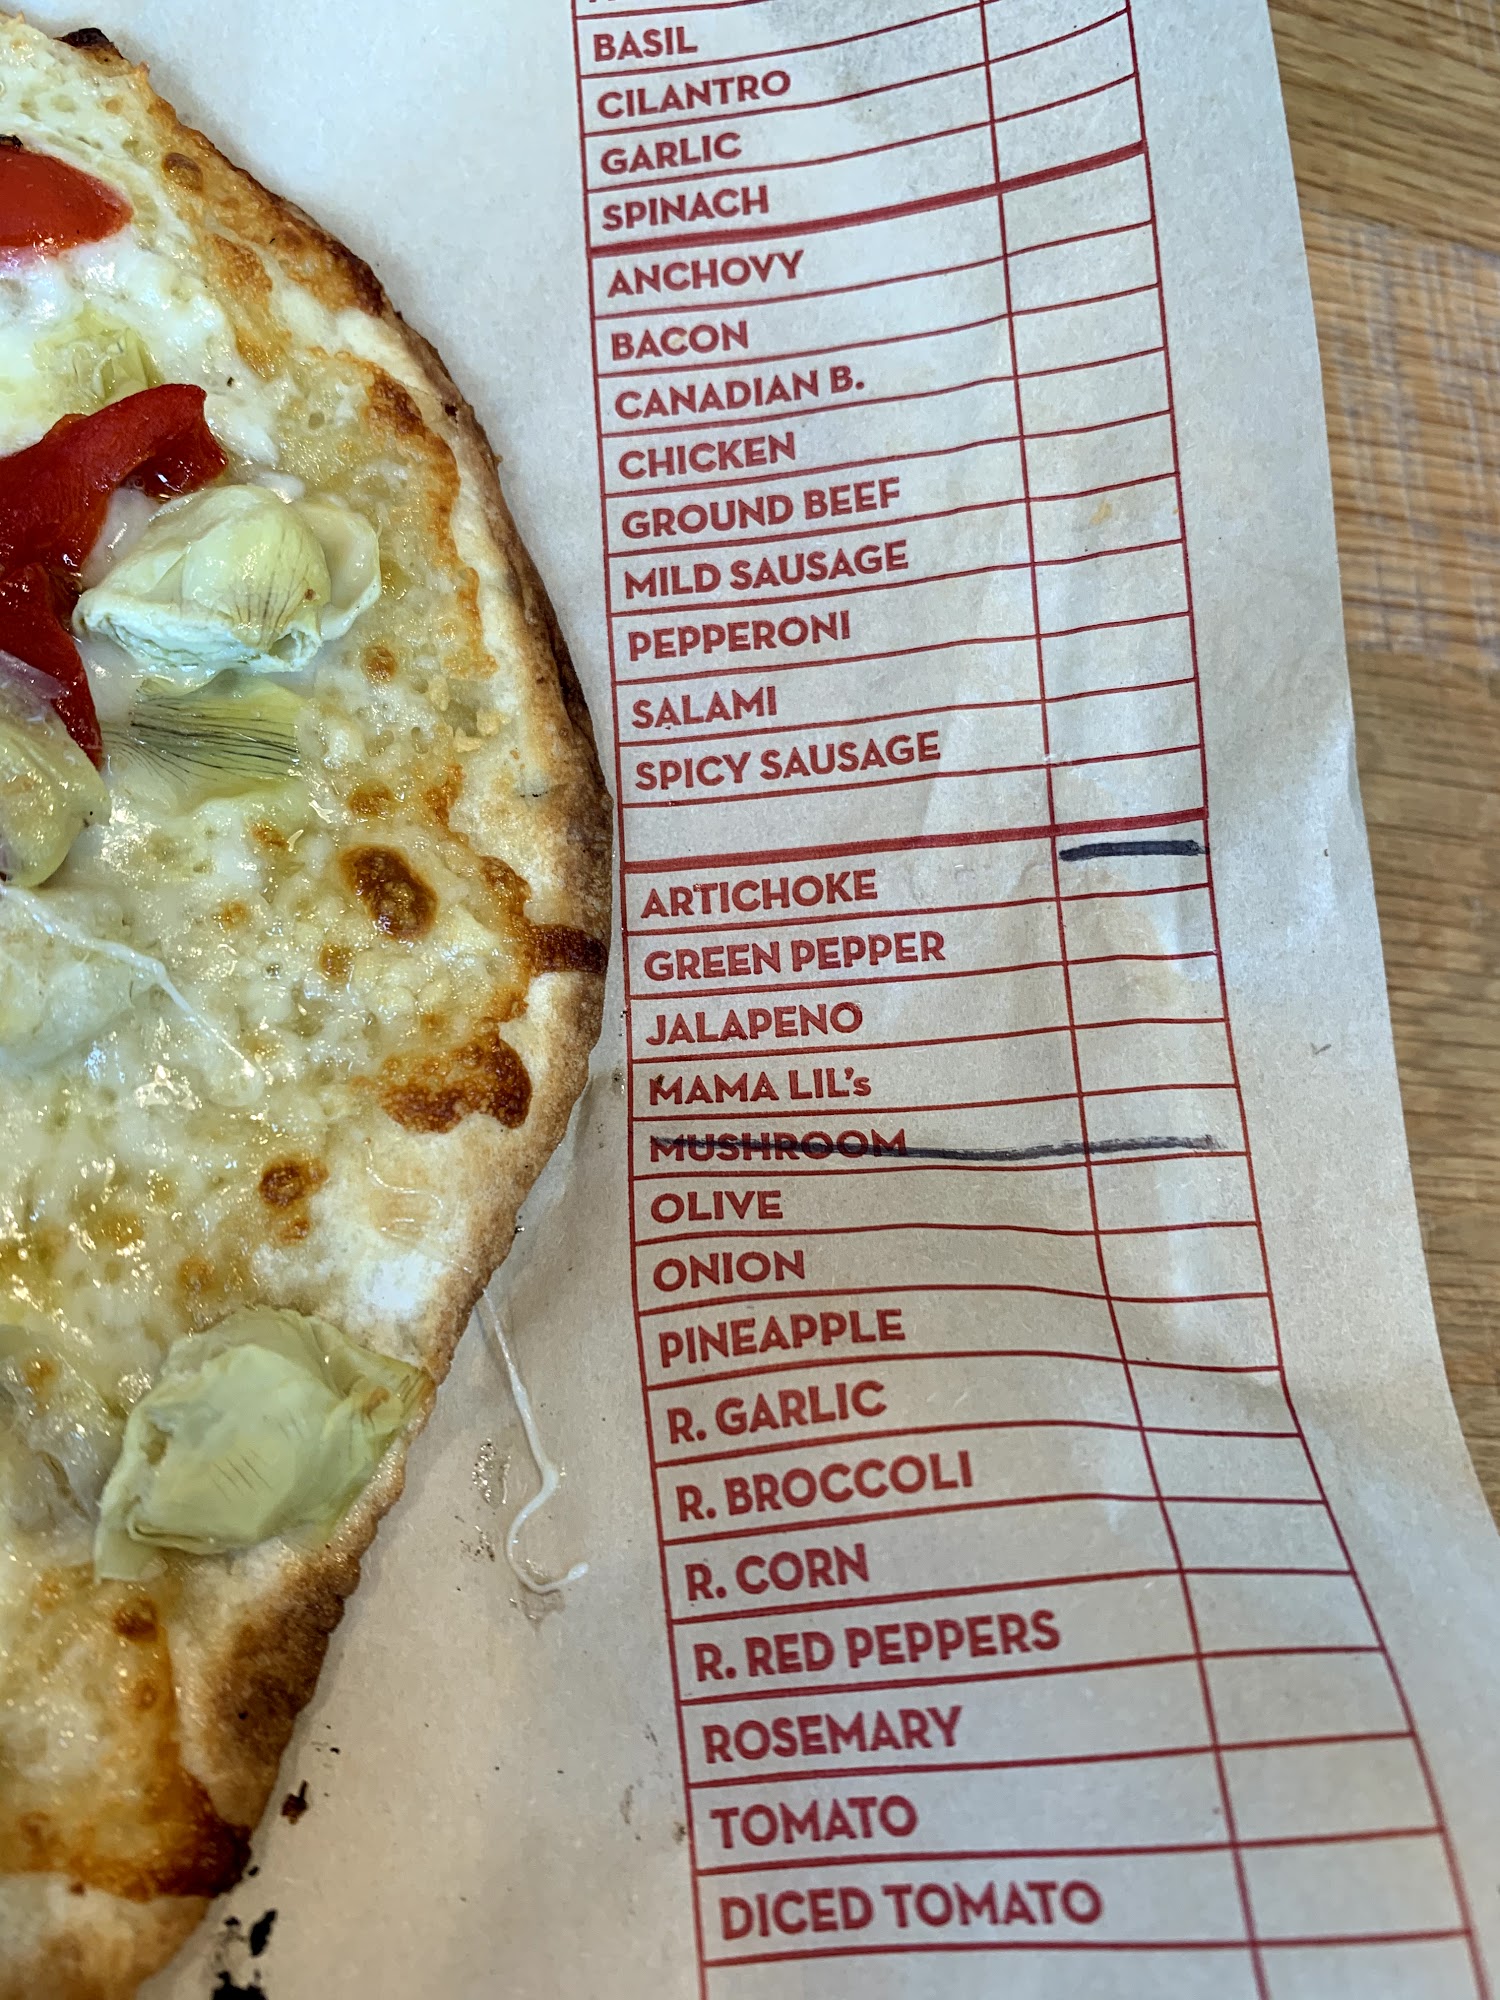 BASIL
CILANTRO
GARLIC
SPINACH
ANCHOVY
BACON
CANADIAN B.
CHICKEN
GROUND BEEF
MILD SAUSAGE
PEPPERONI
SALAMI
SPICY SAUSAGE
ARTICHOKE
GREEN PEPPER
JALAPENO
MAMA LIL's
MUSHROOM
OLIVE
ONION
PINEAPPLE
R. GARLIC
R. BROCCOLI
R. CORN
R. RED PEPPERS
ROSEMARY
TOMATO
DICED TOMATO